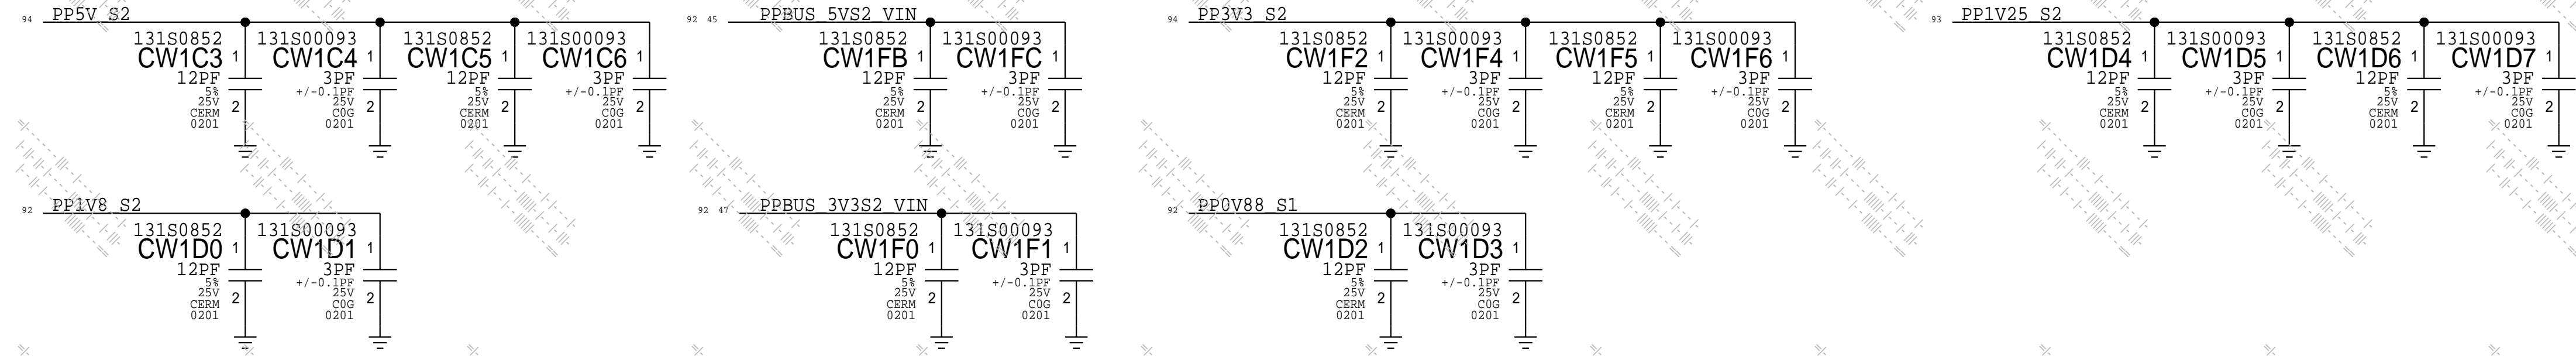 94 PP5V_S2
131S0852 131S00093 131S0852 131S00093
CW1C3 1 CW1C4 1 CW1C5 1 CW1C6 1
12PF 3PF 12PF 3PF
5% +/-0.1PF 5% +/-0.1PF
25V 2 25V 2 25V 2 25V 2
CERM C0G CERM C0G
0201 0201 0201 0201
92 45 PPBUS_5VS2_VIN
131S0852 131S00093
CW1FB 1 CW1FC 1
12PF 3PF
5% +/-0.1PF
25V 2 25V 2
CERM C0G
0201 0201
94 PP3V3_S2
131S0852 131S00093 131S0852 131S00093
CW1F2 1 CW1F4 1 CW1F5 1 CW1F6 1
12PF 3PF 12PF 3PF
5% +/-0.1PF 5% +/-0.1PF
25V 2 25V 2 25V 2 25V 2
CERM C0G CERM C0G
0201 0201 0201 0201
93 PP1V25_S2
131S0852 131S00093 131S0852 131S00093
CW1D4 1 CW1D5 1 CW1D6 1 CW1D7 1
12PF 3PF 12PF 3PF
5% +/-0.1PF 5% +/-0.1PF
25V 2 25V 2 25V 2 25V 2
CERM C0G CERM C0G
0201 0201 0201 0201
92 PP1V8_S2
131S0852 131S00093
CW1D0 1 CW1D1 1
12PF 3PF
5% +/-0.1PF
25V 2 25V 2
CERM C0G
0201 0201
92 47 PPBUS_3V3S2_VIN
131S0852 131S00093
CW1F0 1 CW1F1 1
12PF 3PF
5% +/-0.1PF
25V 2 25V 2
CERM C0G
0201 0201
92 PP0V88_S1
131S0852 131S00093
CW1D2 1 CW1D3 1
12PF 3PF
5% +/-0.1PF
25V 2 25V 2
CERM C0G
0201 0201